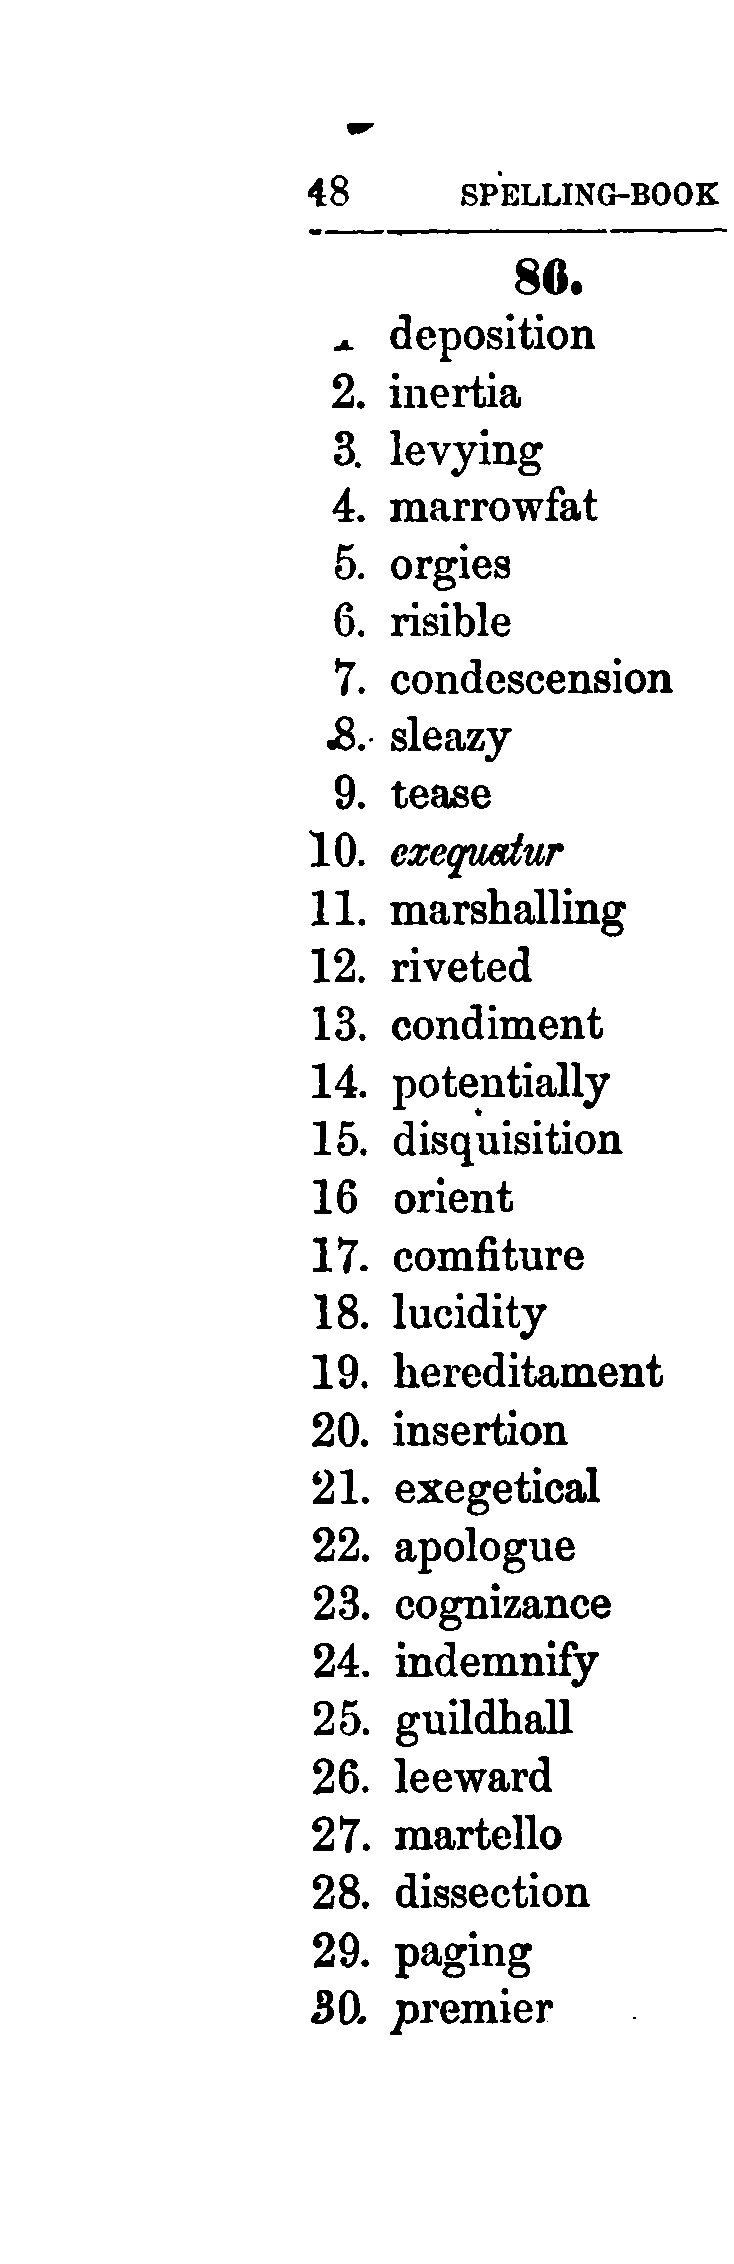 48 SPELLING-BOOK
86.
deposition
2. inertia
3. levying
4. marrowfat
5. orgies
6. risible
7. condescension
8. sleazy
9. tease
10. exequatur
11. marshalling
12. riveted
13. condiment
14. potentially
15. disquisition
16 orient
17. comfiture
18. lucidity
19. hereditament
20. insertion
21. exegetical
22. apologue
23. cognizance
24. indemnify
25. guildhall
26. leeward
27. martello
28. dissection
29. paging
30. premier